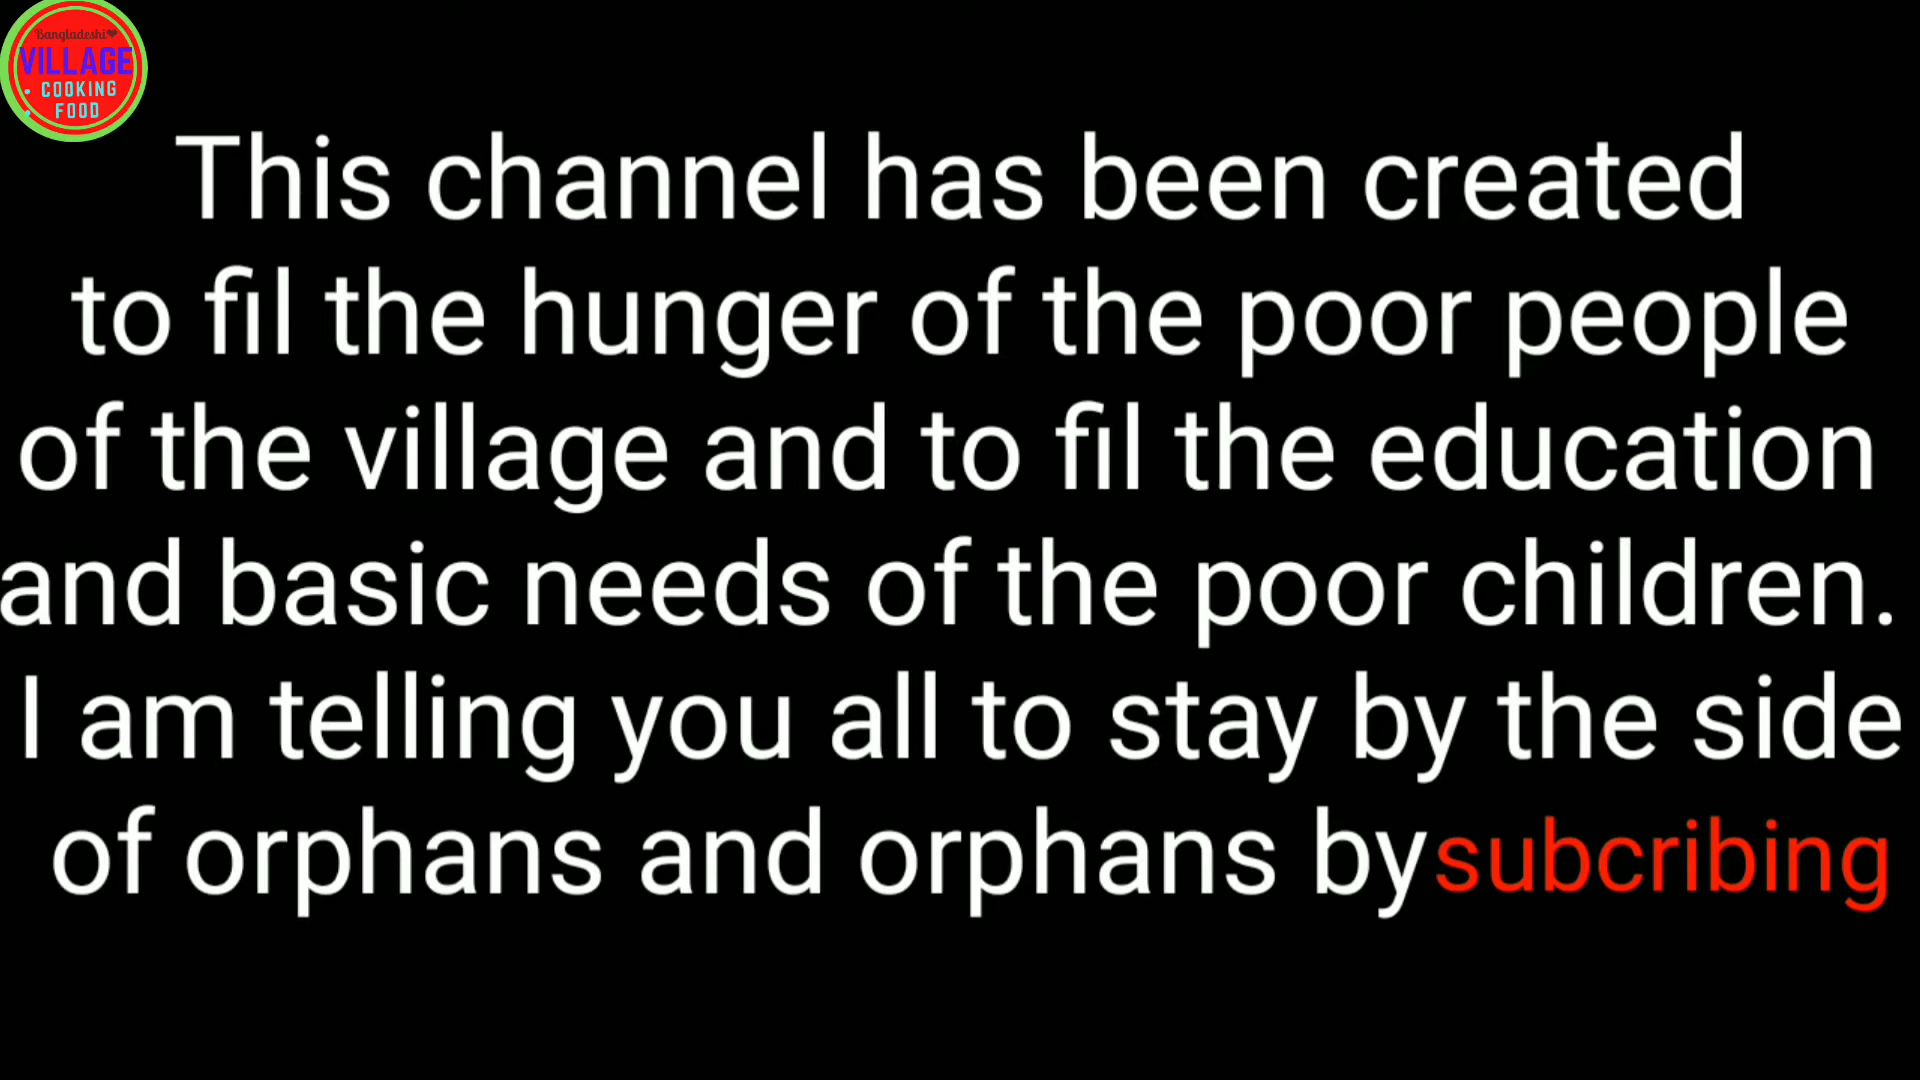 Bangladeshi
VILLAGE
COOKING
FOOD
This channel has been created
to fil the hunger of the poor people
of the village and to fil the education
and basic needs of the poor children.
I am telling you all to stay by the side
of orphans and orphans by subcribing